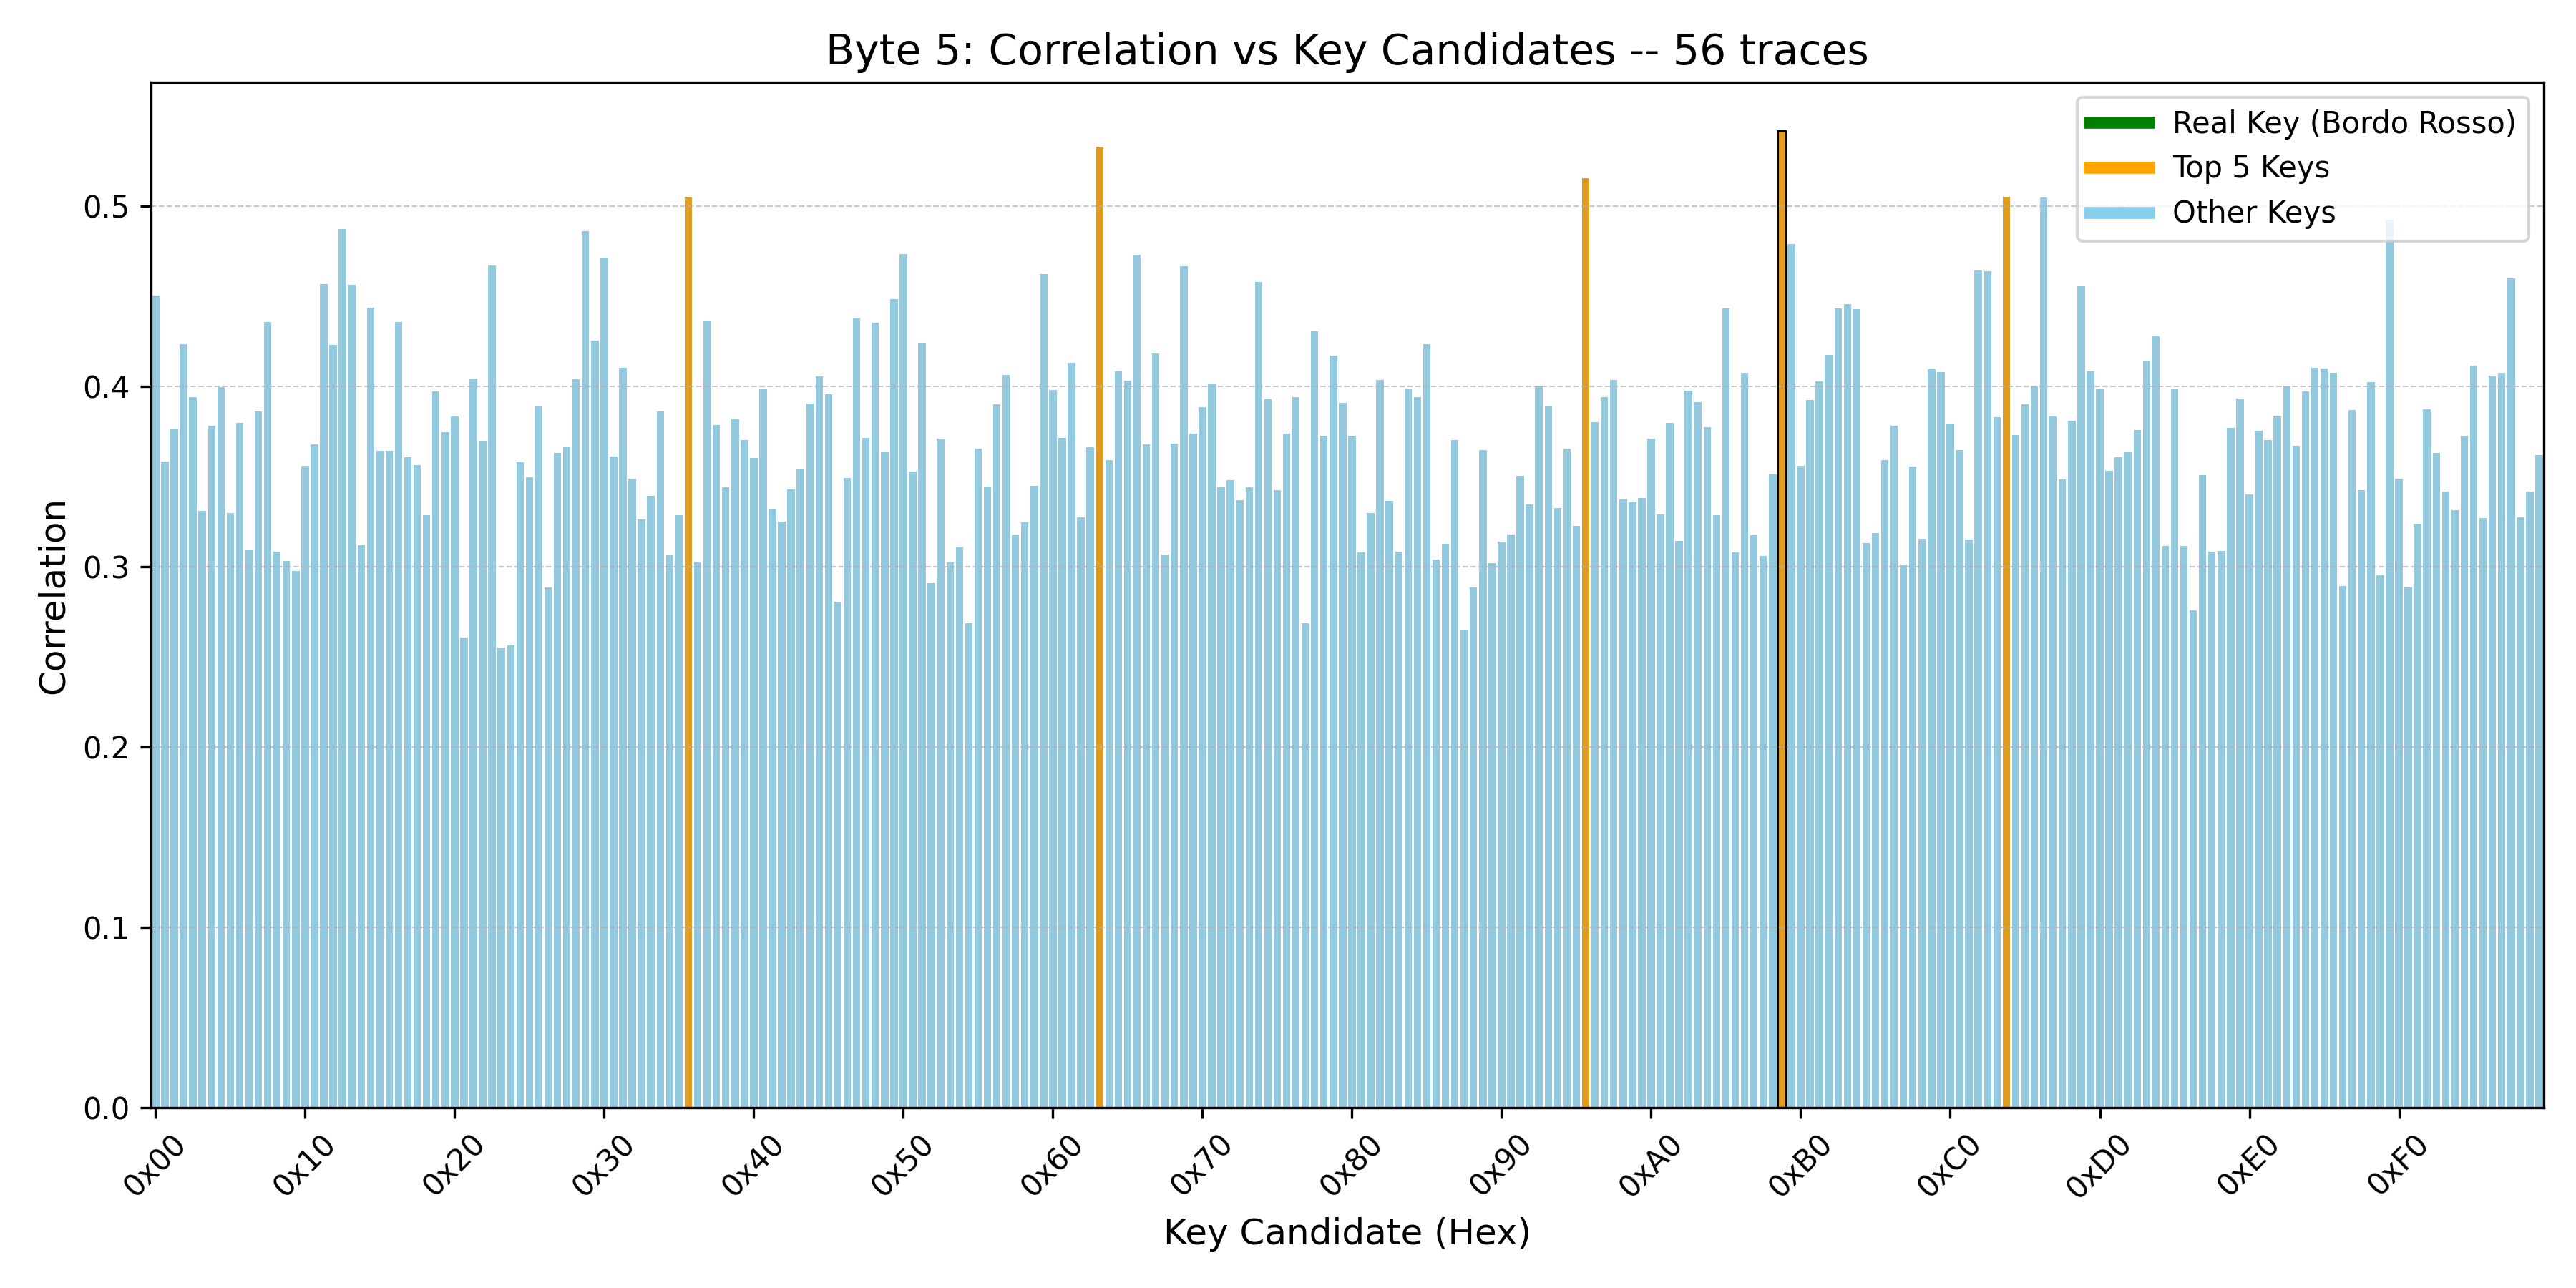 Byte 5: Correlation vs Key Candidates -- 56 traces
Real Key (Bordo Rosso)
Top 5 Keys
Other Keys
0.5
0.4
0.3
0.2
0.1
0.0
Correlation
0x00 0x10 0x20 0x30 0x40 0x50 0x60 0x70 0x80 0x90 0xA0 0xB0 0xC0 0xD0 0xE0 0xF0
Key Candidate (Hex)